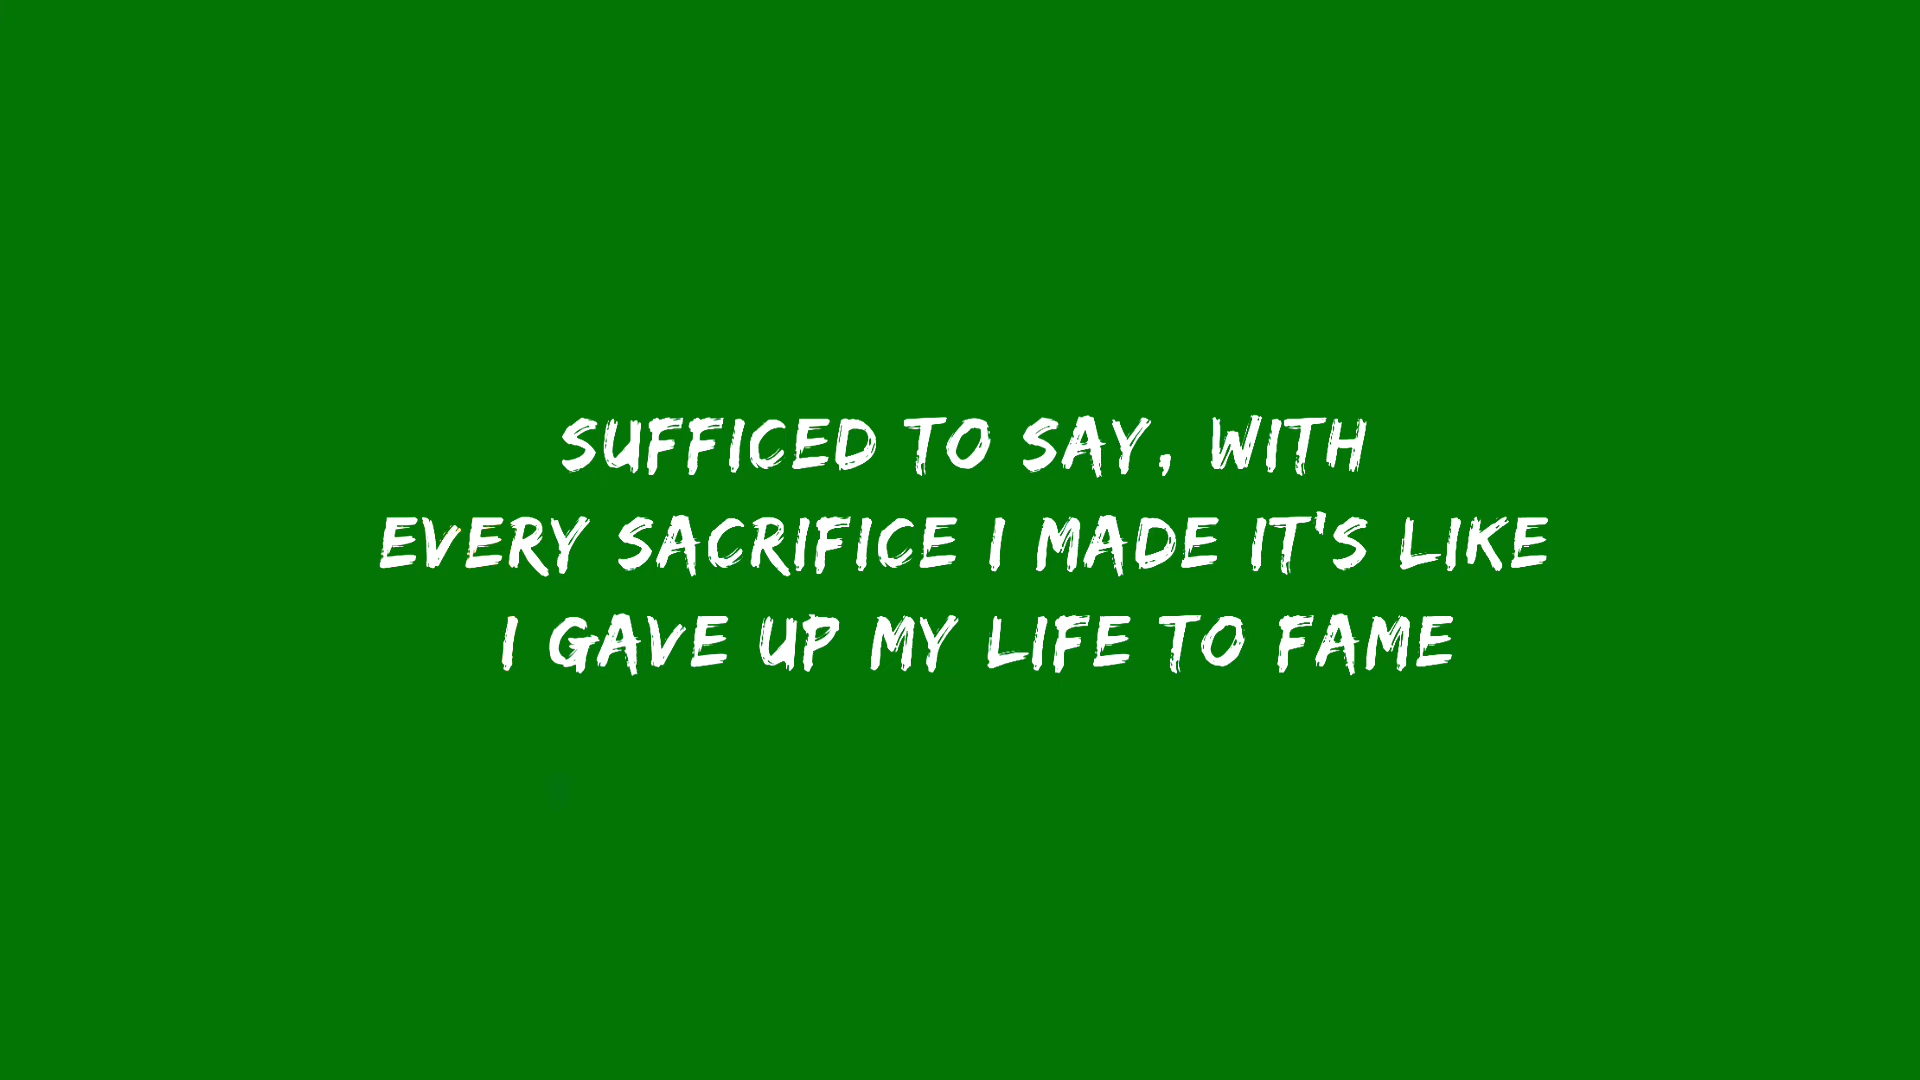 SUFFICED TO SAY, WITH
EVERY SACRIFICE I MADE IT'S LIKE
I GAVE UP MY LIFE TO FAME